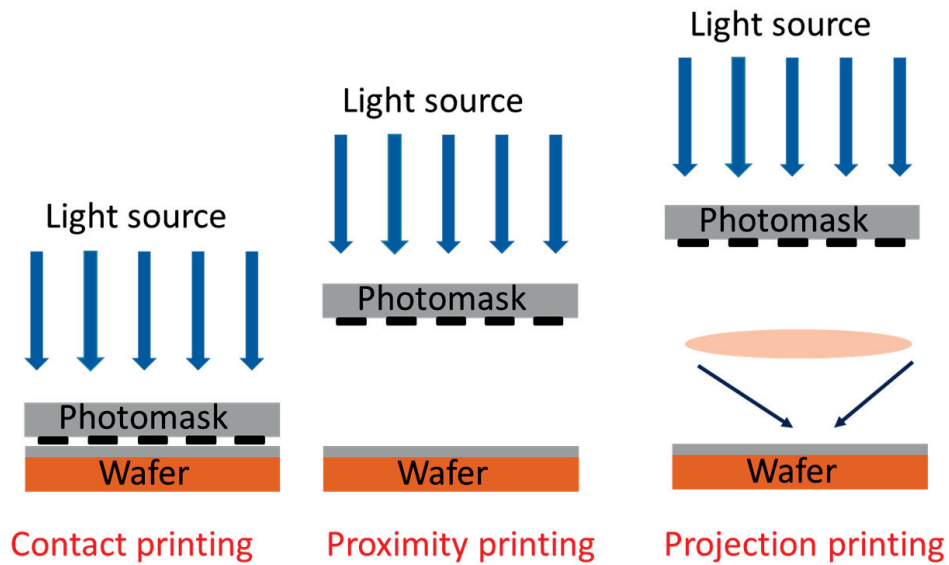 Light source
Photomask
Wafer
Contact printing
Light source
Photomask
Wafer
Proximity printing
Light source
Photomask
Wafer
Projection printing